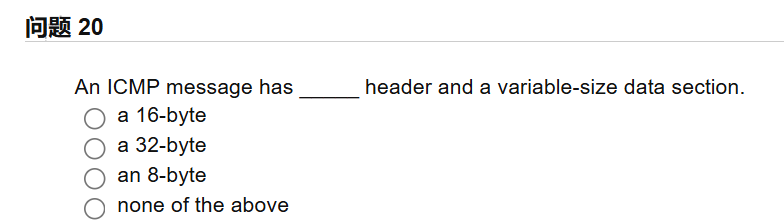 问题 20
An ICMP message has _____ header and a variable-size data section.
a 16-byte
a 32-byte
an 8-byte
none of the above